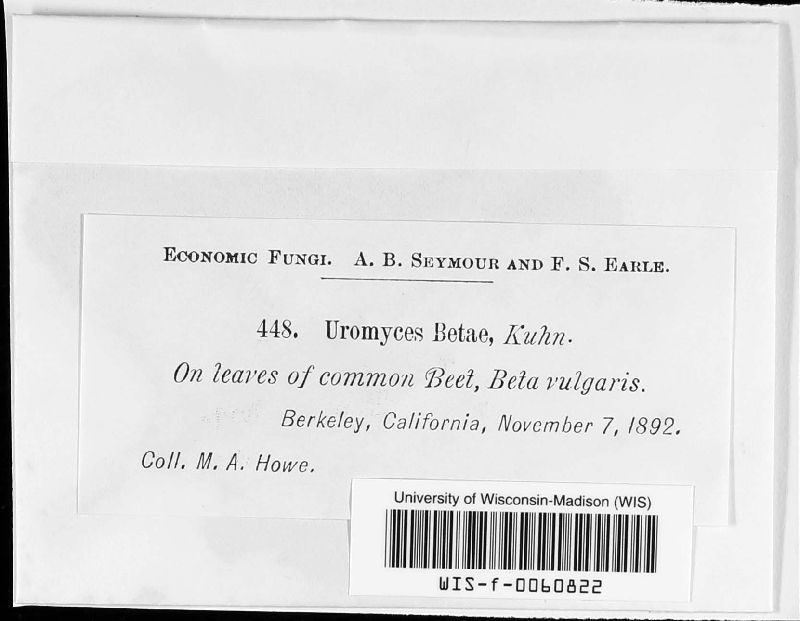 Economic Fungi. A. B. Seymour and F. S. Earle.
448. Uromyces Betae, Kuhn.
On leaves of common Beet, Beta vulgaris.
Berkeley, California, November 7, 1892.
Coll. M. A. Howe.
University of Wisconsin-Madison (WIS)
WIS-f-0060822